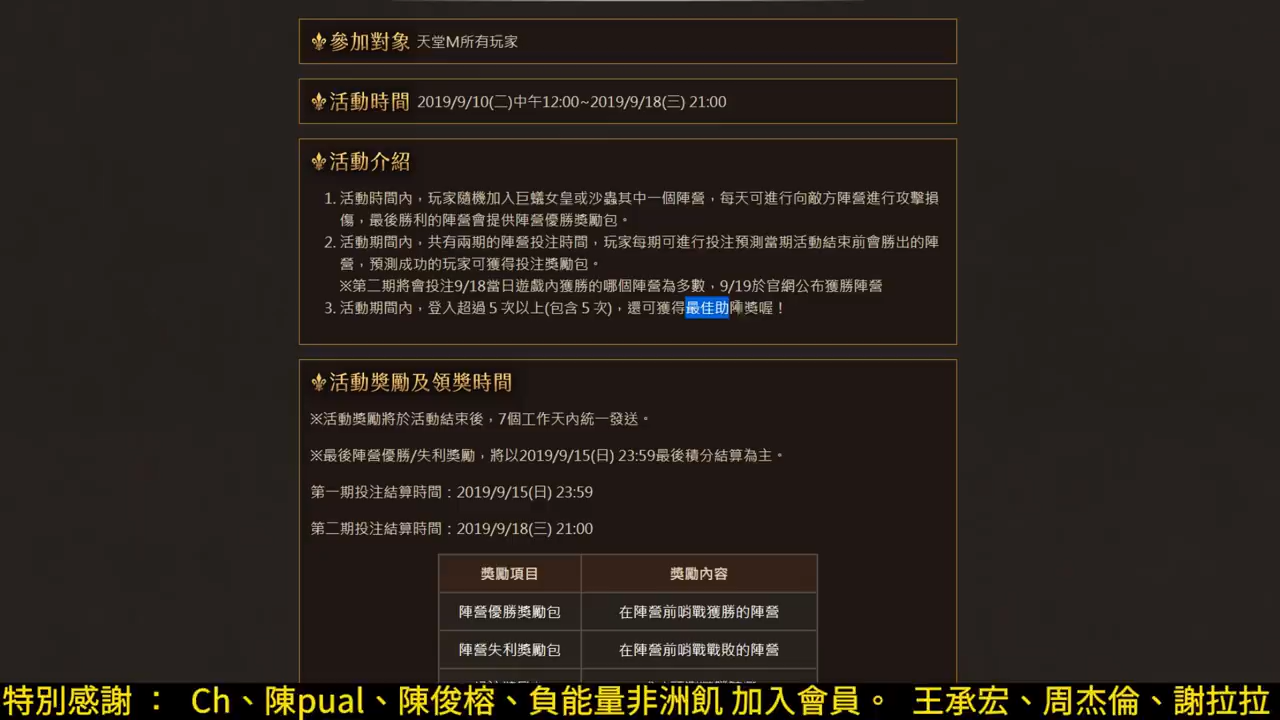 參加對象 天堂M所有玩家
活動時間 2019/9/10(二)中午12:00~2019/9/18(三) 21:00
活動介紹
1. 活動時間內，玩家隨機加入巨蟻女皇或沙蟲其中一個陣營，每天可進行向敵方陣營進行攻擊損
傷，最後勝利的陣營會提供陣營優勝獎勵包。
2. 活動期間內，共有兩期的陣營投注時間，玩家每期可進行投注預測當期活動結束前會勝出的陣
營，預測成功的玩家可獲得投注獎勵包。
※第二期將會投注9/18當日遊戲內獲勝的哪個陣營為多數，9/19於官網公布獲勝陣營
3. 活動期間內，登入超過 5 次以上(包含 5 次)，還可獲得最佳助陣獎喔！
活動獎勵及領獎時間
※活動獎勵將於活動結束後，7個工作天內統一發送。
※最後陣營優勝/失利獎勵，將以2019/9/15(日) 23:59最後積分結算為主。
第一期投注結算時間：2019/9/15(日) 23:59
第二期投注結算時間：2019/9/18(三) 21:00
獎勵項目 獎勵內容
陣營優勝獎勵包 在陣營前哨戰獲勝的陣營
陣營失利獎勵包 在陣營前哨戰戰敗的陣營
特別感謝 ： Ch、陳pual、陳俊榕、負能量非洲飢 加入會員。 王承宏、周杰倫、謝拉拉